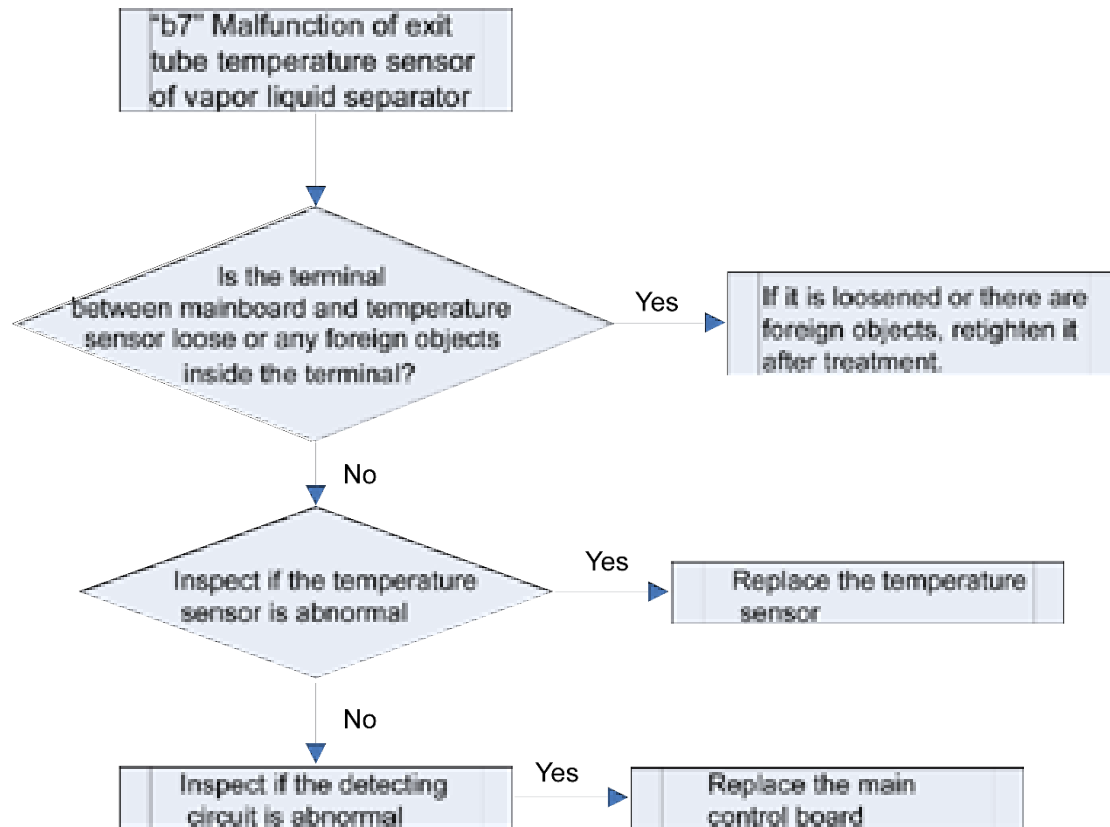 "b7" Malfunction of exit
tube temperature sensor
of vapor liquid separator
Is the terminal
between mainboard and temperature
sensor loose or any foreign objects
inside the terminal?
Yes
If it is loosened or there are
foreign objects, retighten it
after treatment.
No
Inspect if the temperature
sensor is abnormal
Yes
Replace the temperature
sensor
No
Inspect if the detecting
circuit is abnormal
Yes
Replace the main
control board